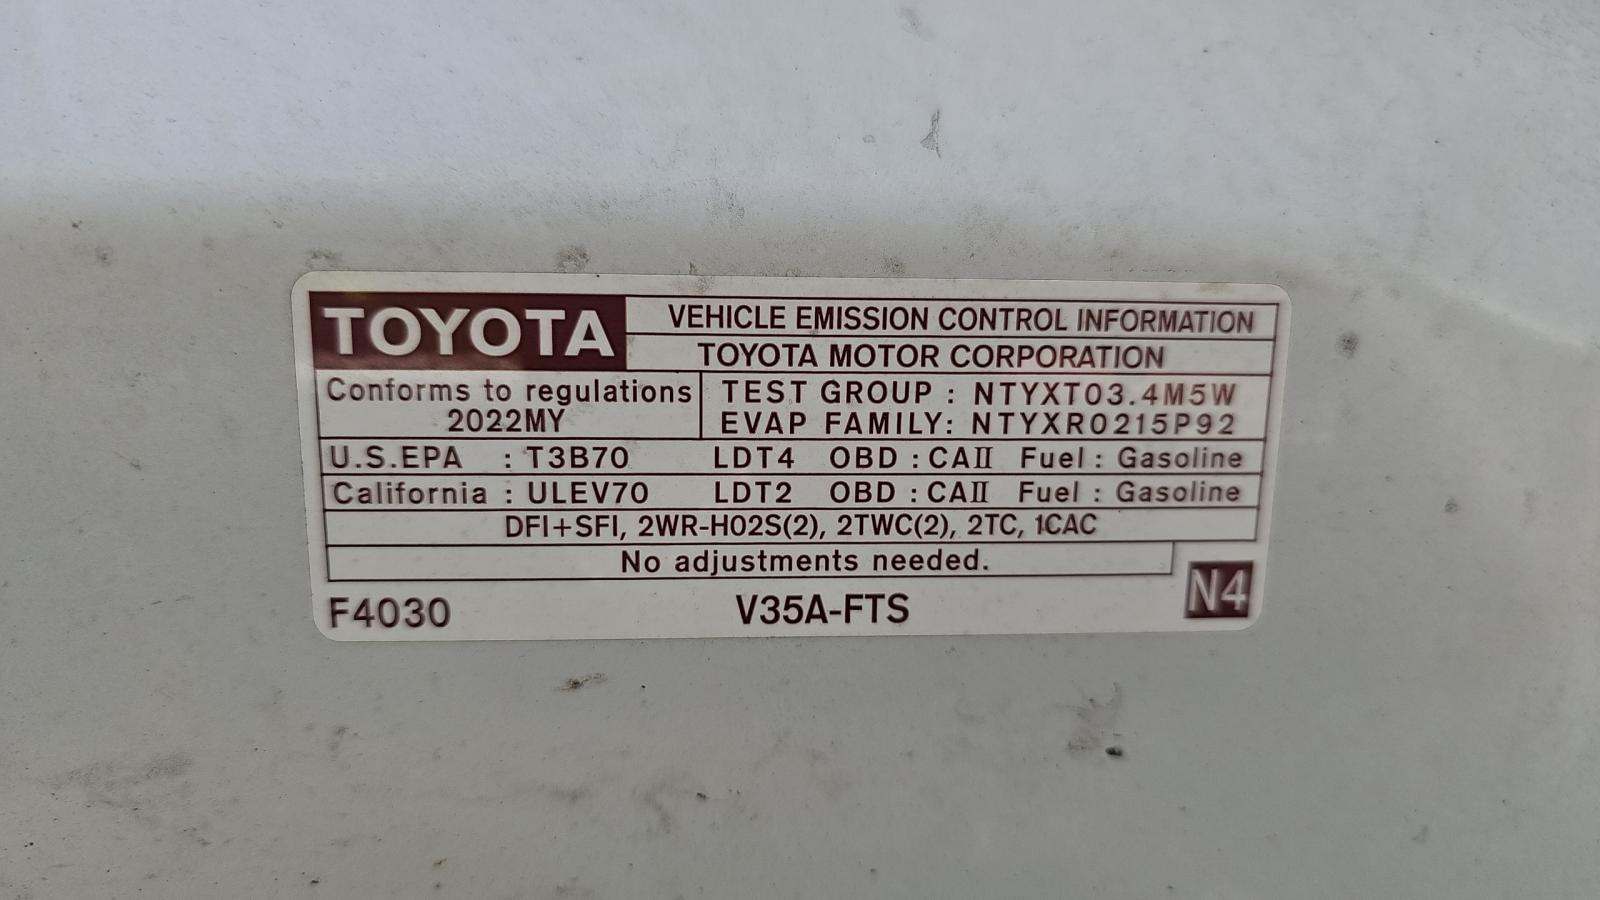 TOYOTA
VEHICLE EMISSION CONTROL INFORMATION
TOYOTA MOTOR CORPORATION
Conforms to regulations
2022MY
TEST GROUP : NTYXT03.4M5W
EVAP FAMILY: NTYXR0215P92
U.S.EPA : T3B70 LDT4 OBD : CAⅡ Fuel : Gasoline
California : ULEV70 LDT2 OBD : CAⅡ Fuel : Gasoline
DFI+SFI, 2WR-HO2S(2), 2TWC(2), 2TC, 1CAC
No adjustments needed.
F4030
V35A-FTS
N4